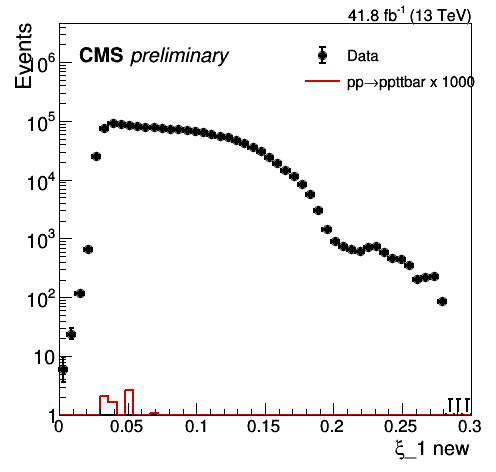 41.8 fb⁻¹ (13 TeV)
Events
CMS preliminary
Data
pp→ppttbar x 1000
10⁶
10⁵
10⁴
10³
10²
10
1
0 0.05 0.1 0.15 0.2 0.25 0.3
ξ_1 new